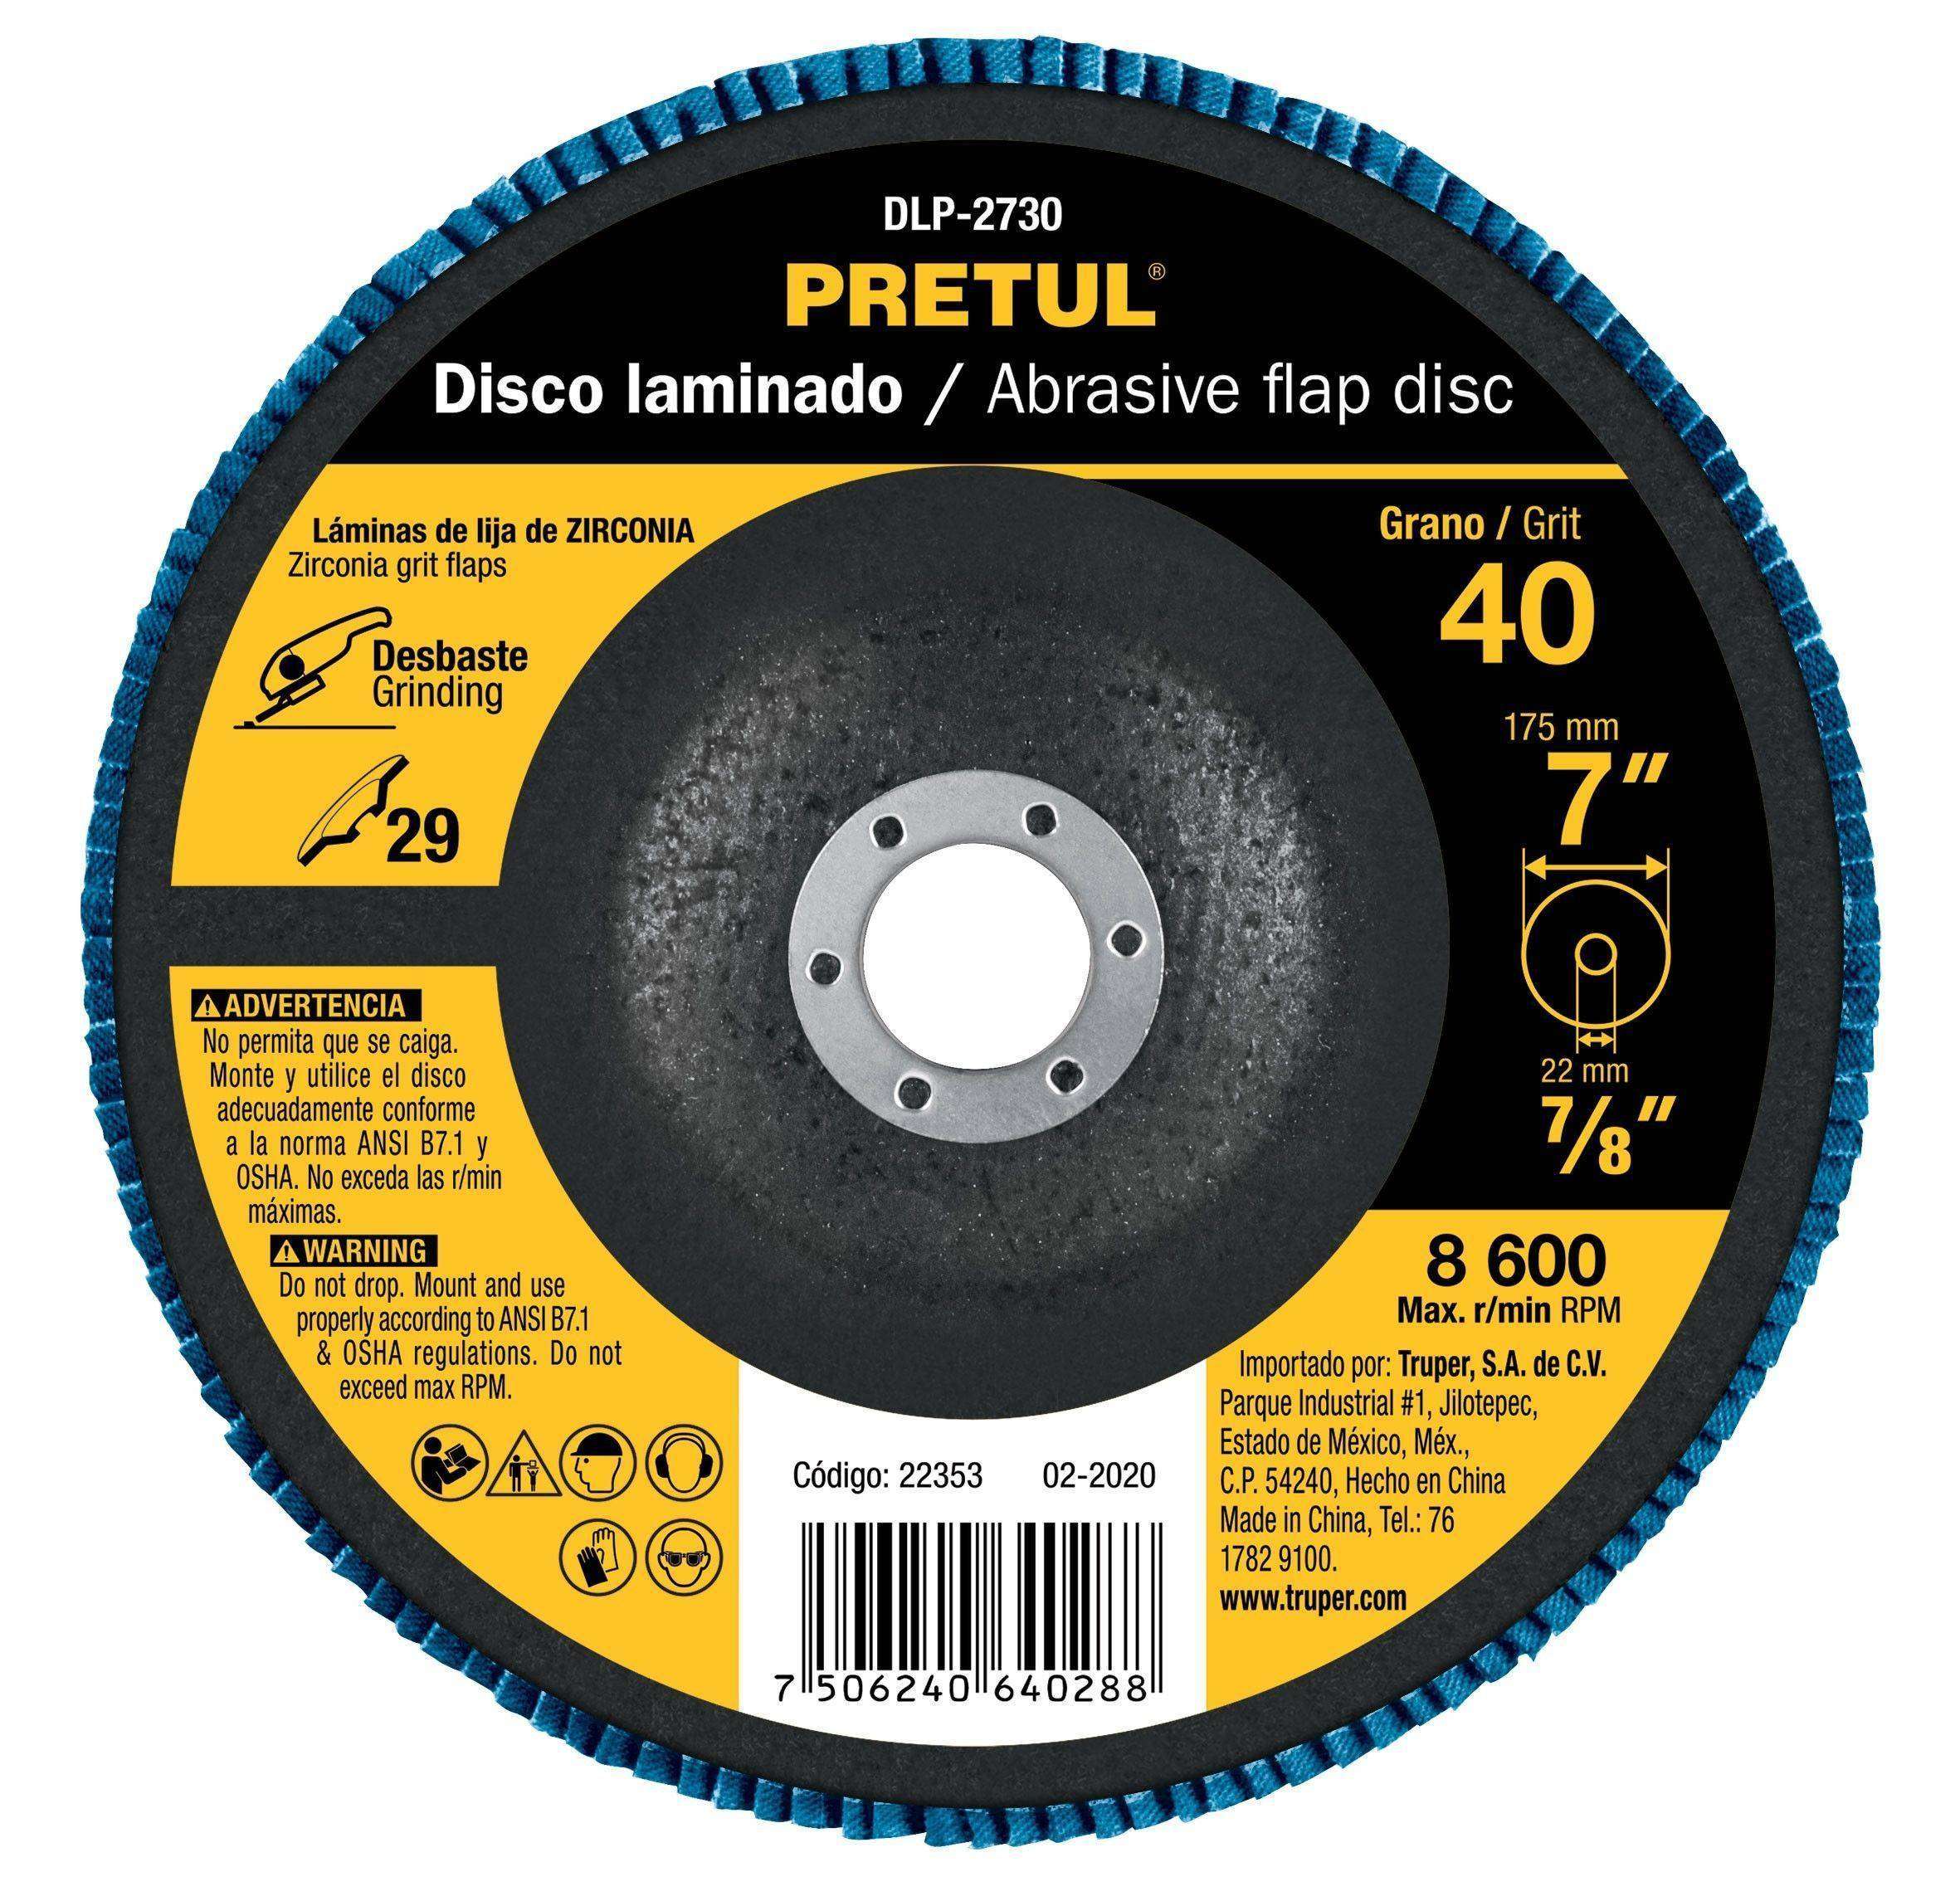 DLP-2730
PRETUL®
Disco laminado / Abrasive flap disc
Láminas de lija de ZIRCONIA
Zirconia grit flaps
Desbaste
Grinding
29
Grano / Grit
40
175 mm
7"
22 mm
7/8"
ADVERTENCIA
No permita que se caiga.
Monte y utilice el disco
adecuadamente conforme
a la norma ANSI B7.1 y
OSHA. No exceda las r/min
máximas.
WARNING
Do not drop. Mount and use
properly according to ANSI B7.1
& OSHA regulations. Do not
exceed max RPM.
8 600
Max. r/min RPM
Importado por: Truper, S.A. de C.V.
Parque Industrial #1, Jilotepec,
Estado de México, Méx.,
C.P. 54240, Hecho en China
Made in China, Tel.: 76
1782 9100.
www.truper.com
Código: 22353 02-2020
7 506240 640288